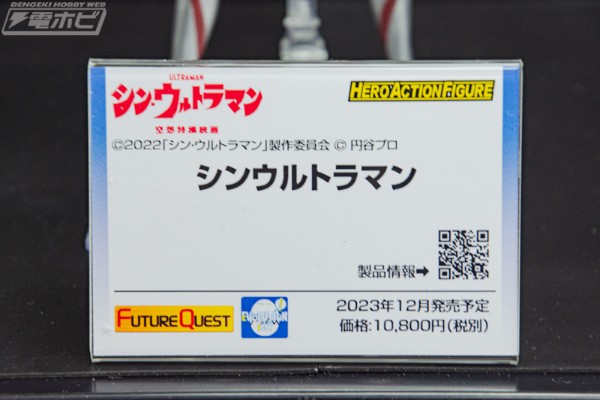 DENGEKI HOBBY WEB
電ホビ
ULTRAMAN
シン・ウルトラマン
空想特撮映画
HERO ACTION FIGURE
©2022「シン・ウルトラマン」製作委員会 © 円谷プロ
シンウルトラマン
製品情報➡
FUTURE QUEST
EVOLUTION
2023年12月発売予定
価格:10,800円(税別)